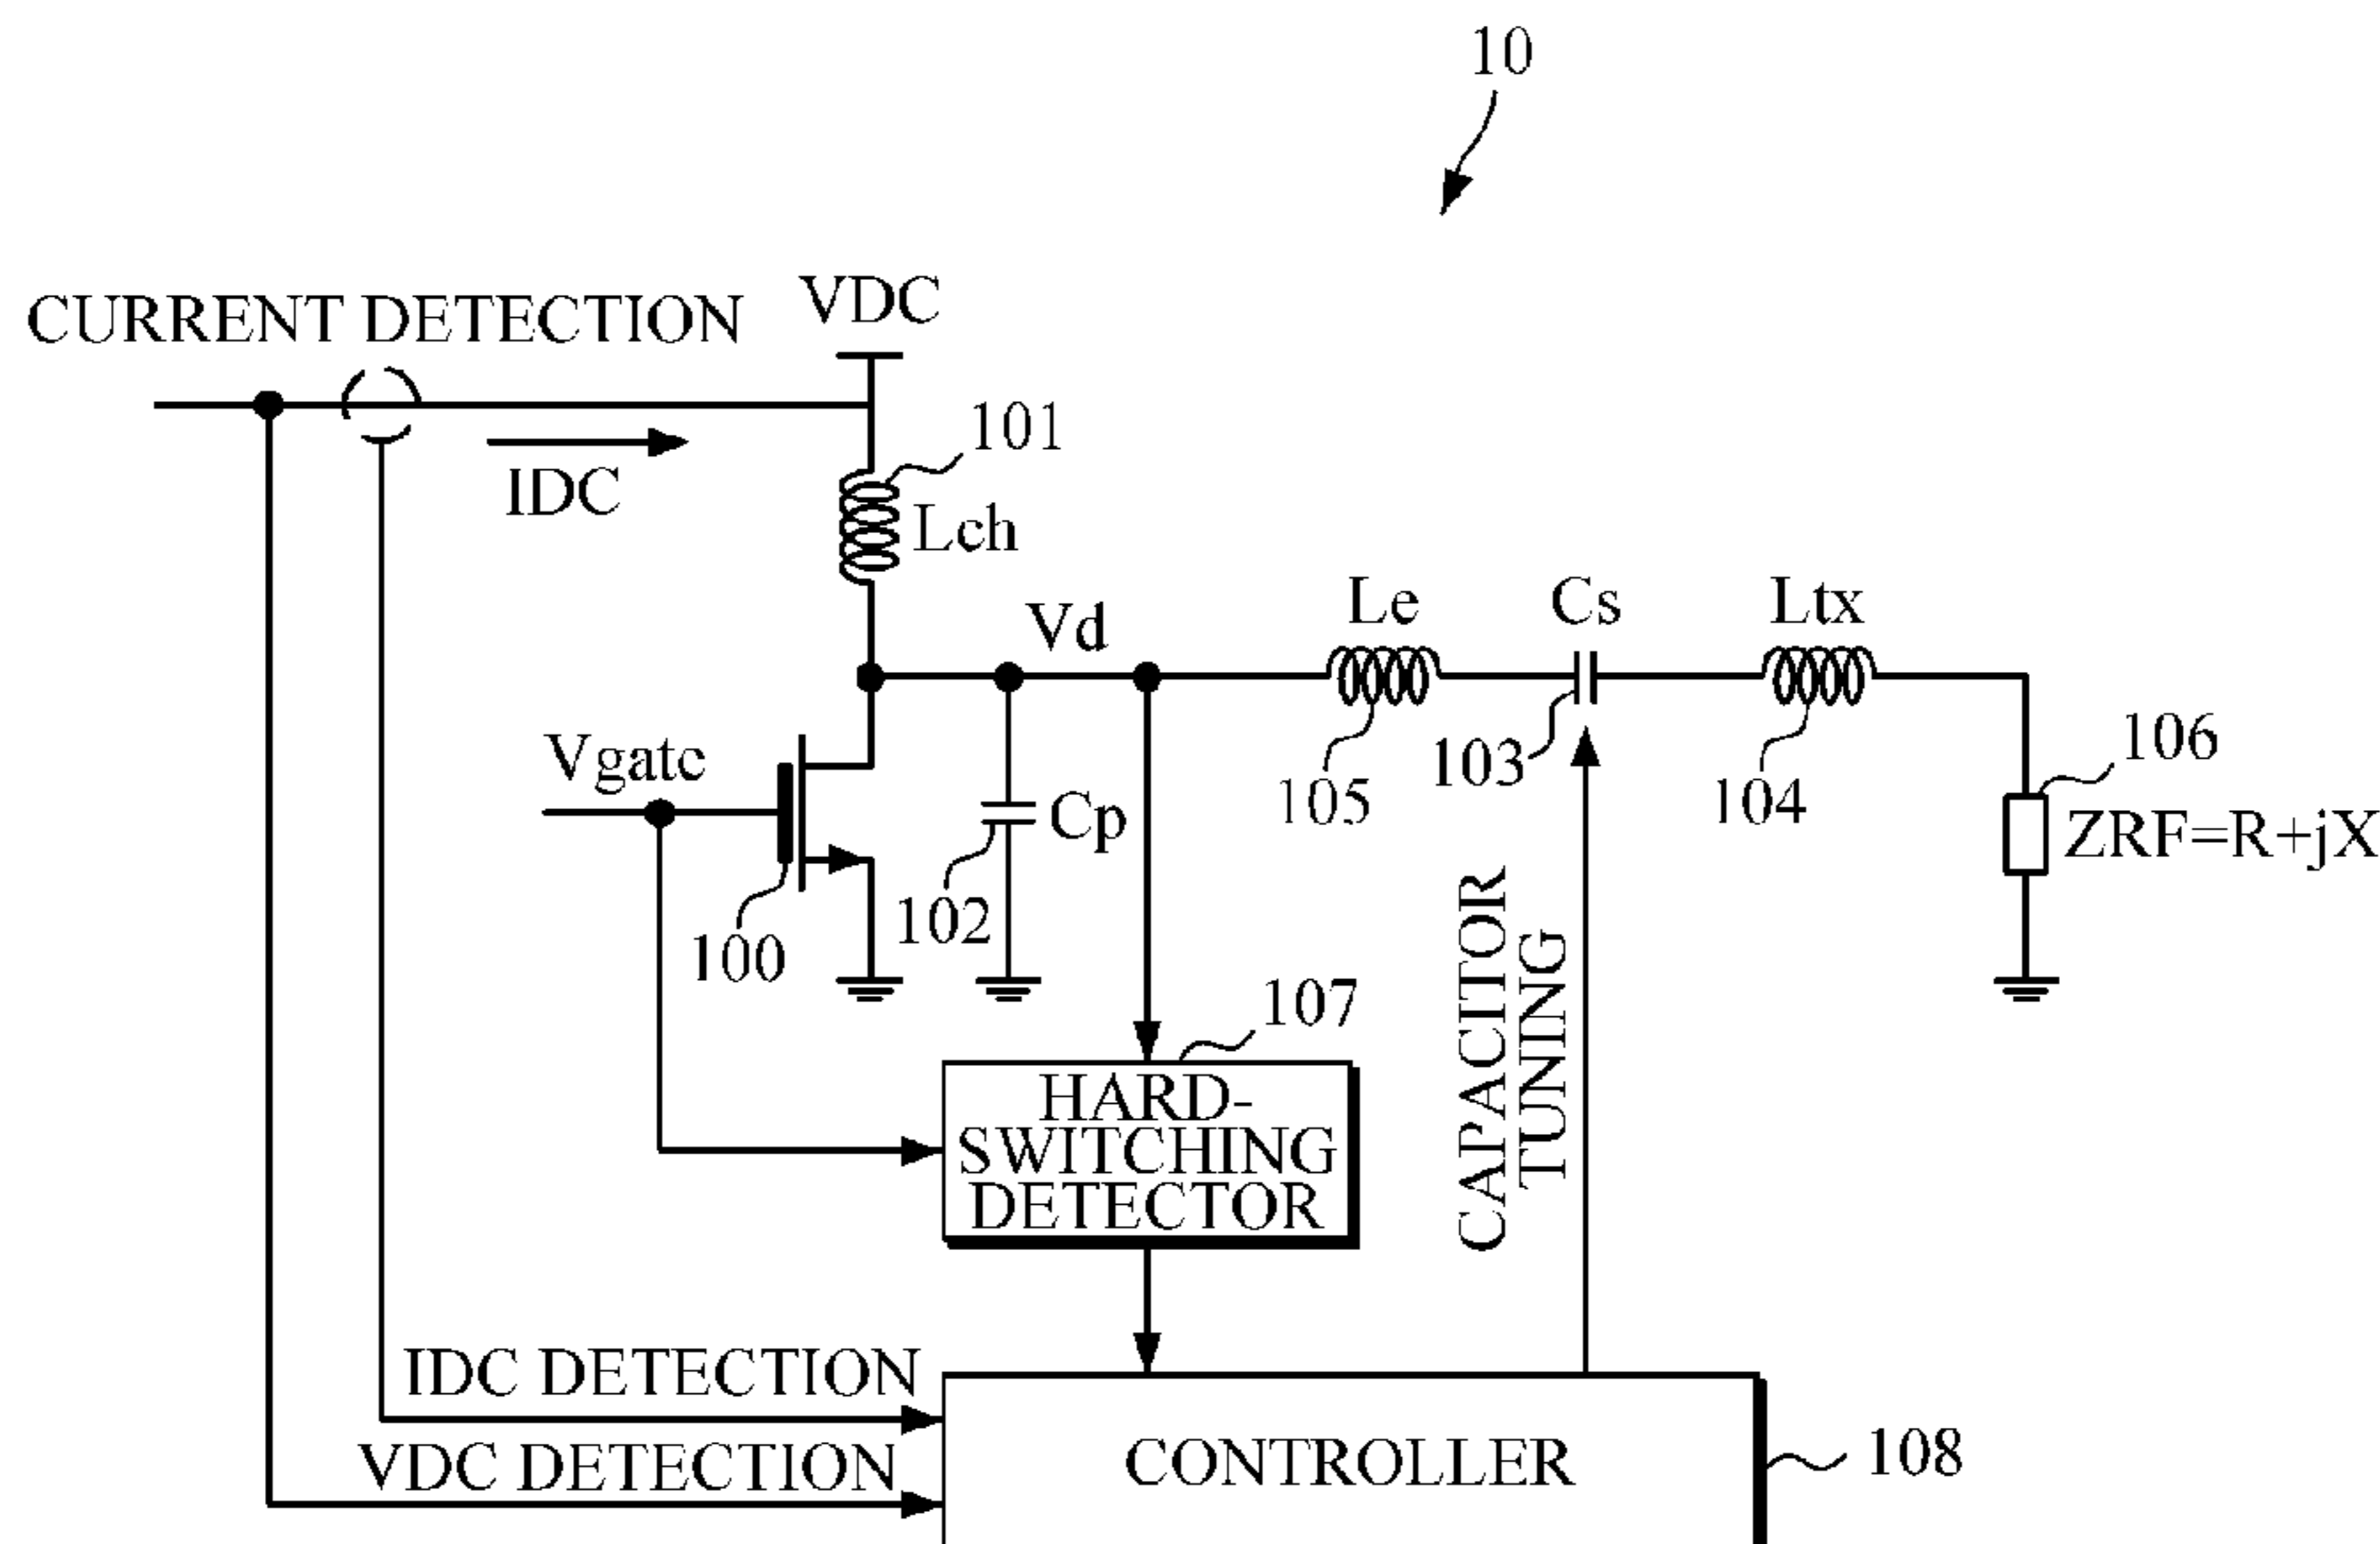 10
VDC
CURRENT DETECTION
101
IDC
Lch
Le
Cs
Ltx
Vd
Vgate
103
106
105
104
Cp
ZRF=R+jX
102
100
107
CAPACITOR
TUNING
HARD-
SWITCHING
DETECTOR
IDC DETECTION
VDC DETECTION
CONTROLLER
108